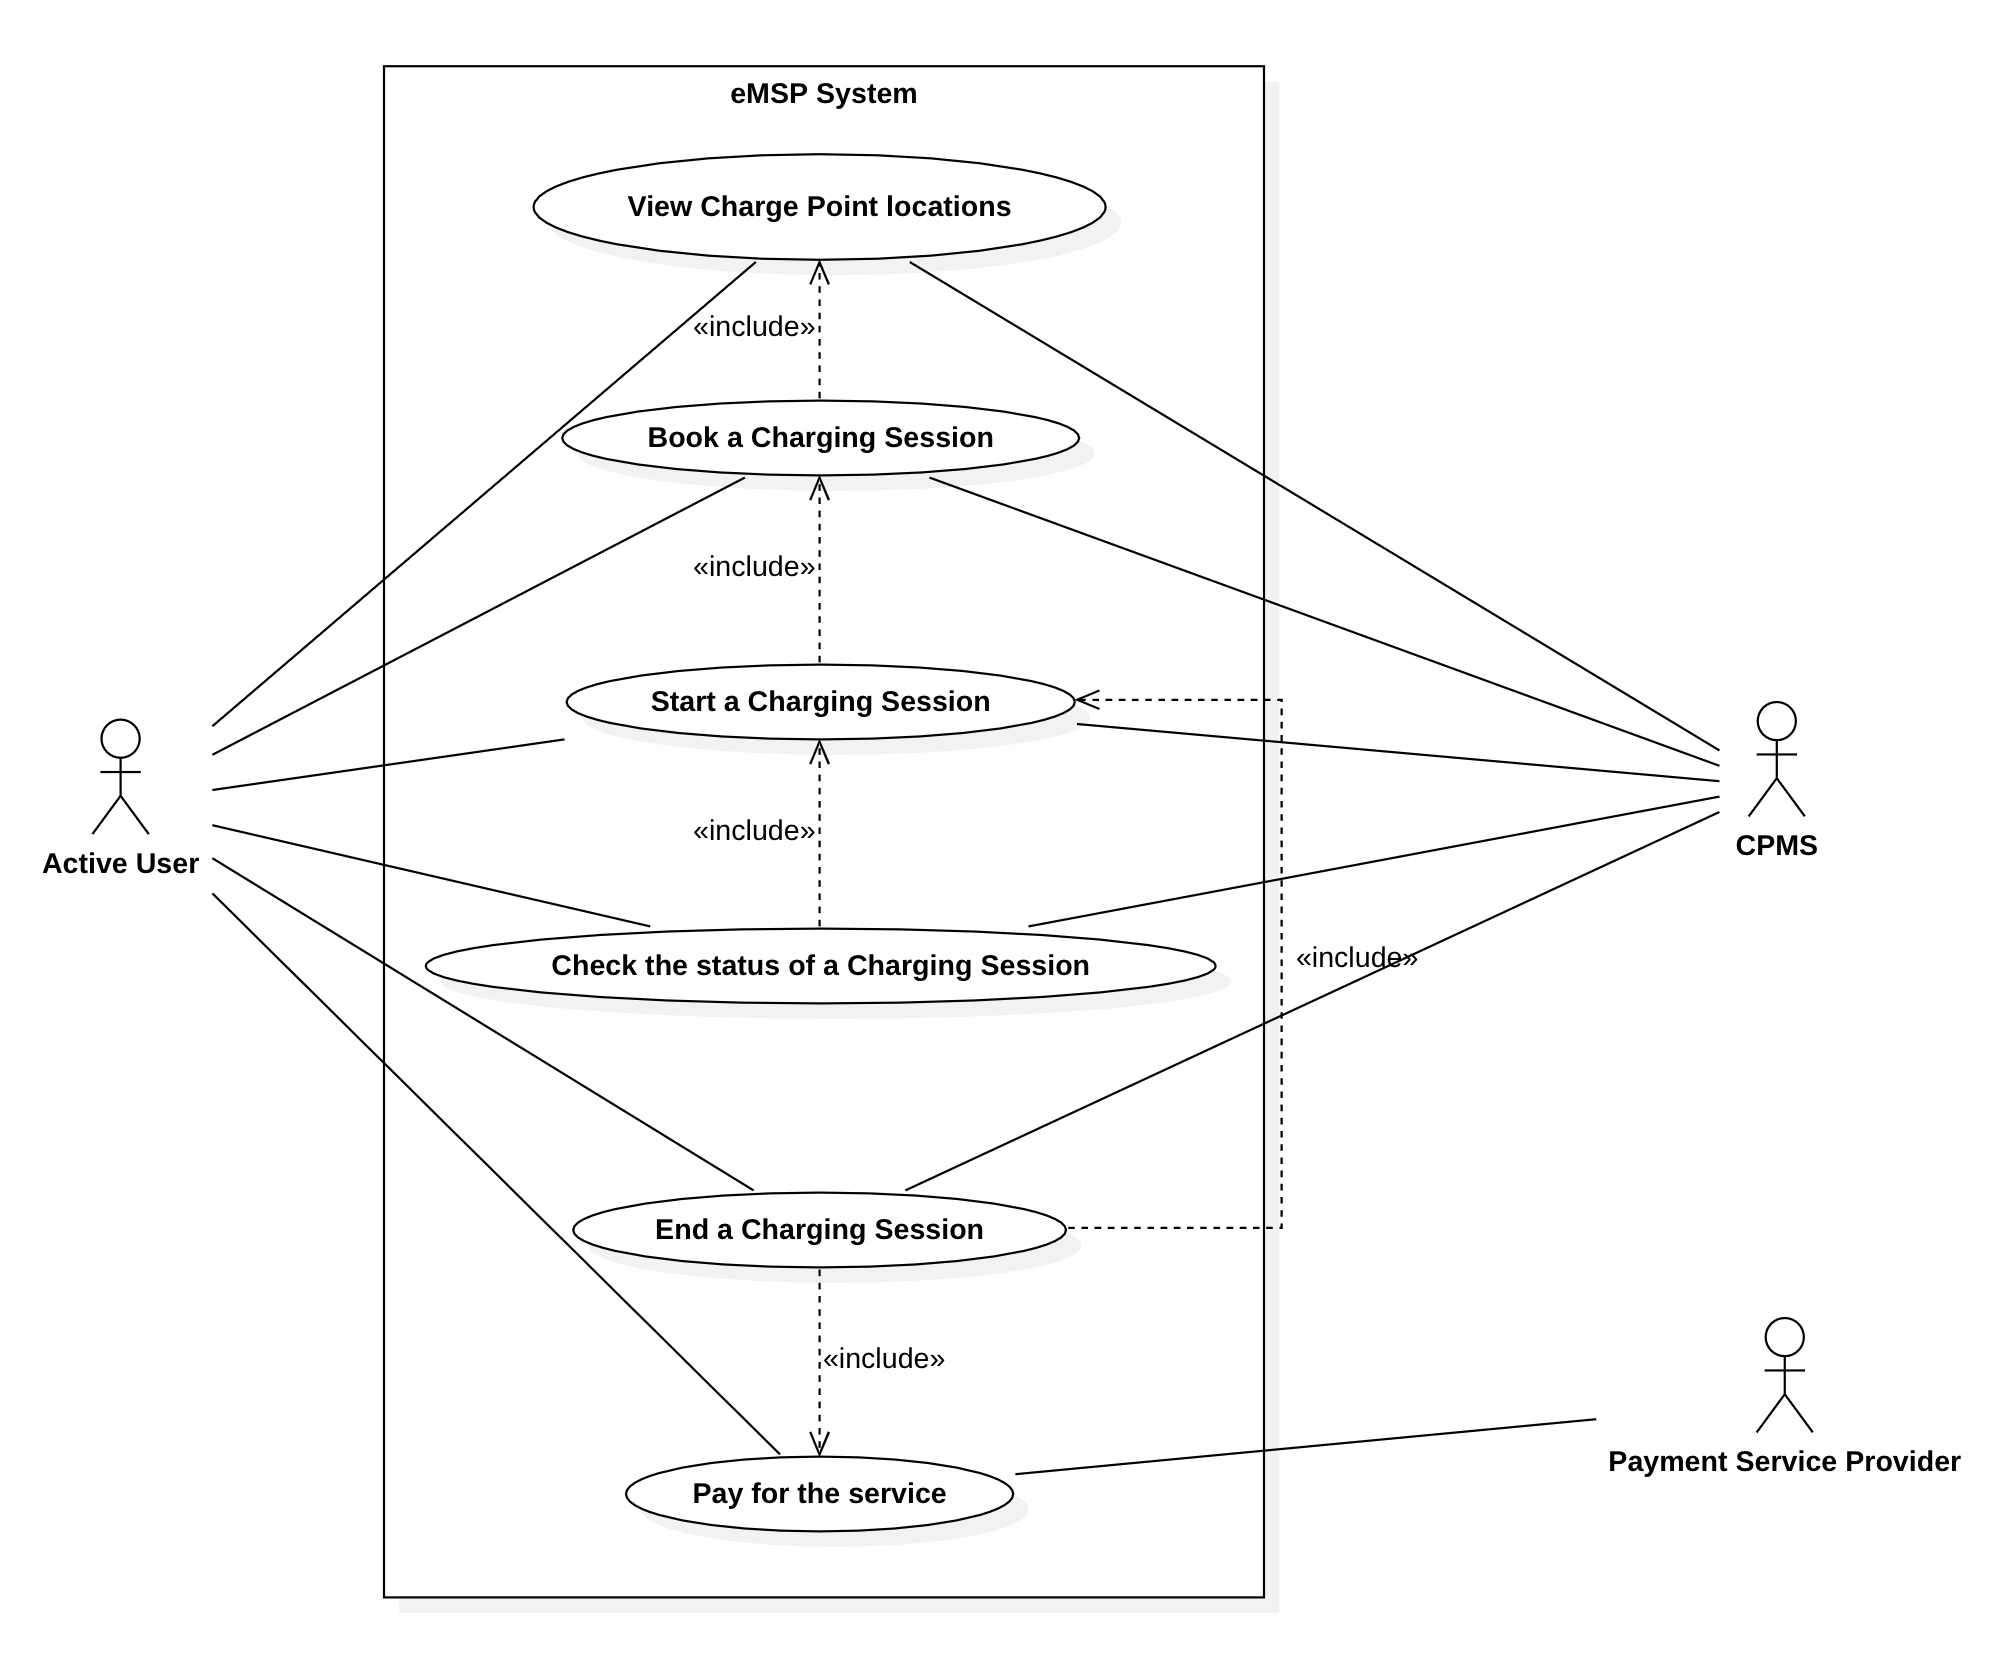 eMSP System
View Charge Point locations
«include»
Book a Charging Session
«include»
Start a Charging Session
«include»
Active User
CPMS
Check the status of a Charging Session
«include»
End a Charging Session
«include»
Payment Service Provider
Pay for the service